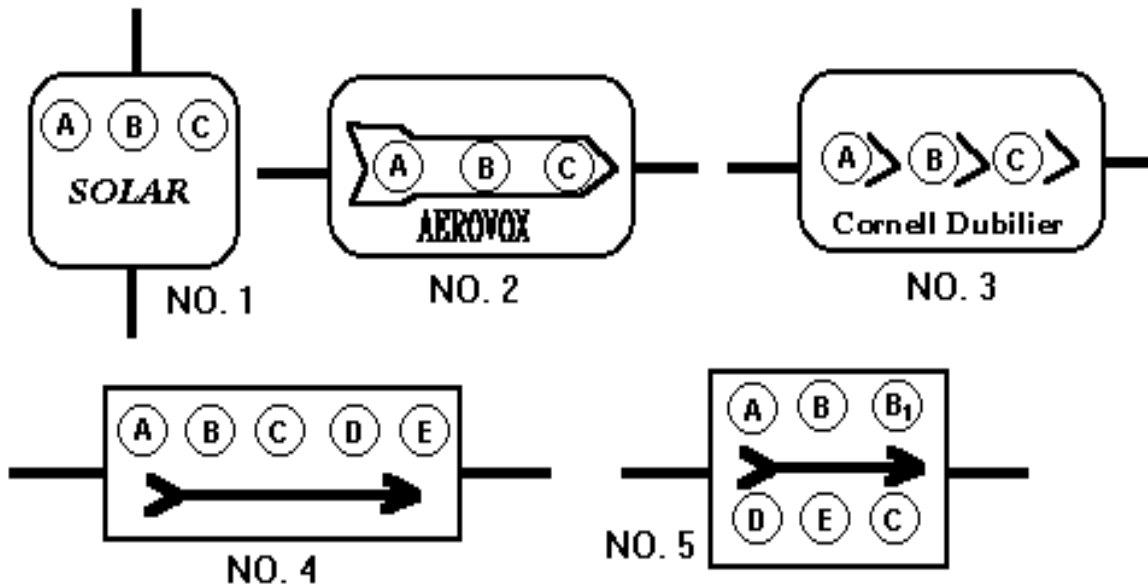 A B C
SOLAR
NO. 1
A B C
AEROVOX
NO. 2
A B C
Cornell Dubilier
NO. 3
A B C D E
NO. 4
A B B₁
D E C
NO. 5